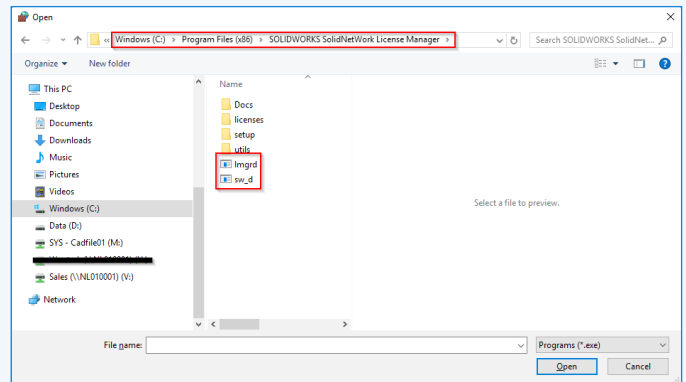 Open
« Windows (C:) › Program Files (x86) › SOLIDWORKS SolidNetWork License Manager ›
Search SOLIDWORKS SolidNet...
Organize
New folder
This PC
Desktop
Documents
Downloads
Music
Pictures
Videos
Windows (C:)
Data (D:)
SYS - Cadfile01 (M:)
Sales (\\NL010001) (V:)
Network
Name
Docs
licenses
setup
utils
lmgrd
sw_d
Select a file to preview.
File name:
Programs (*.exe)
Open
Cancel